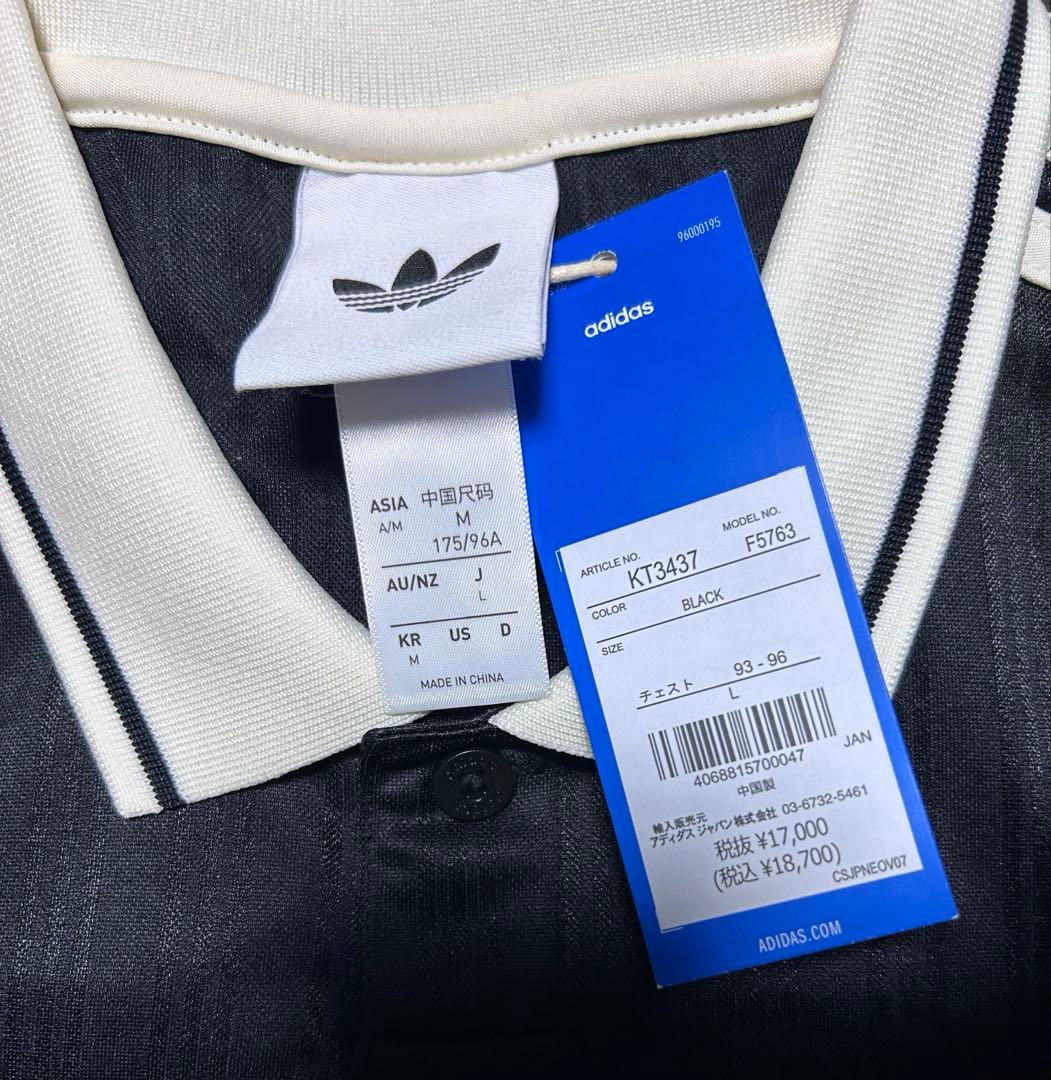 ASIA 中国尺码
A/M M
175/96A
AU/NZ J
L
KR US D
M
MADE IN CHINA
96000195
adidas
ARTICLE NO. MODEL NO.
KT3437 F5763
COLOR BLACK
SIZE
チェスト 93 - 96
L
4068815700047 JAN
中国製
輸入販売元
アディダス ジャパン株式会社 03-6732-5461
税抜 ¥17,000
(税込 ¥18,700)
CSJPNEOV07
ADIDAS.COM